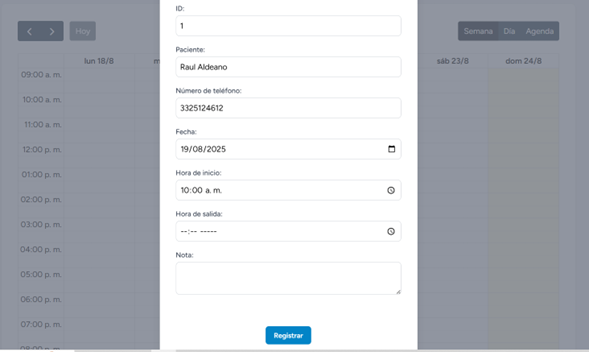 ID:
1
Hoy
Semana Día Agenda
Paciente:
lun 18/8 m sáb 23/8 dom 24/8
Raul Aldeano
09:00 a. m.
Número de teléfono:
10:00 a. m.
3325124612
11:00 a. m.
Fecha:
12:00 p. m.
19/08/2025
01:00 p. m.
Hora de inicio:
10:00 a. m.
02:00 p. m.
Hora de salida:
03:00 p. m.
--:-- -----
04:00 p. m.
Nota:
05:00 p. m.
06:00 p. m.
07:00 p. m.
Registrar